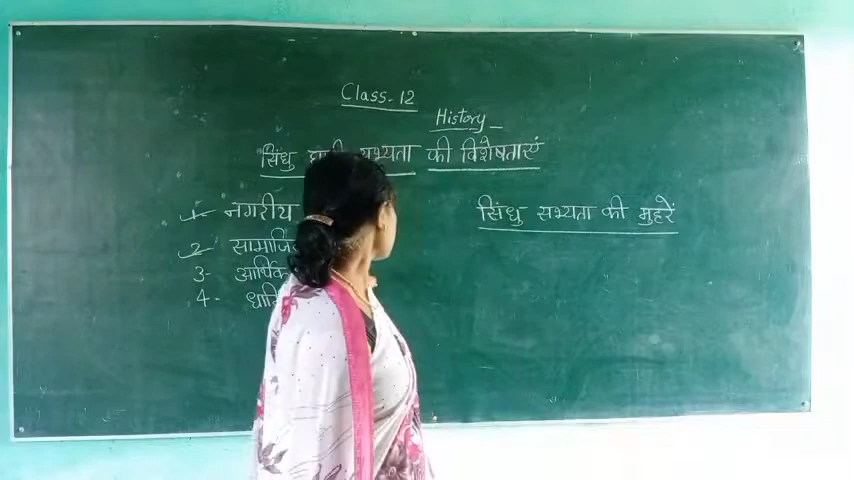 Class-12
History
सिंधु सभ्यता की विशेषताएं
1- नगरीय
2- सामाजिक
3- आर्थिक
4-
सिंधु सभ्यता की मुहरें